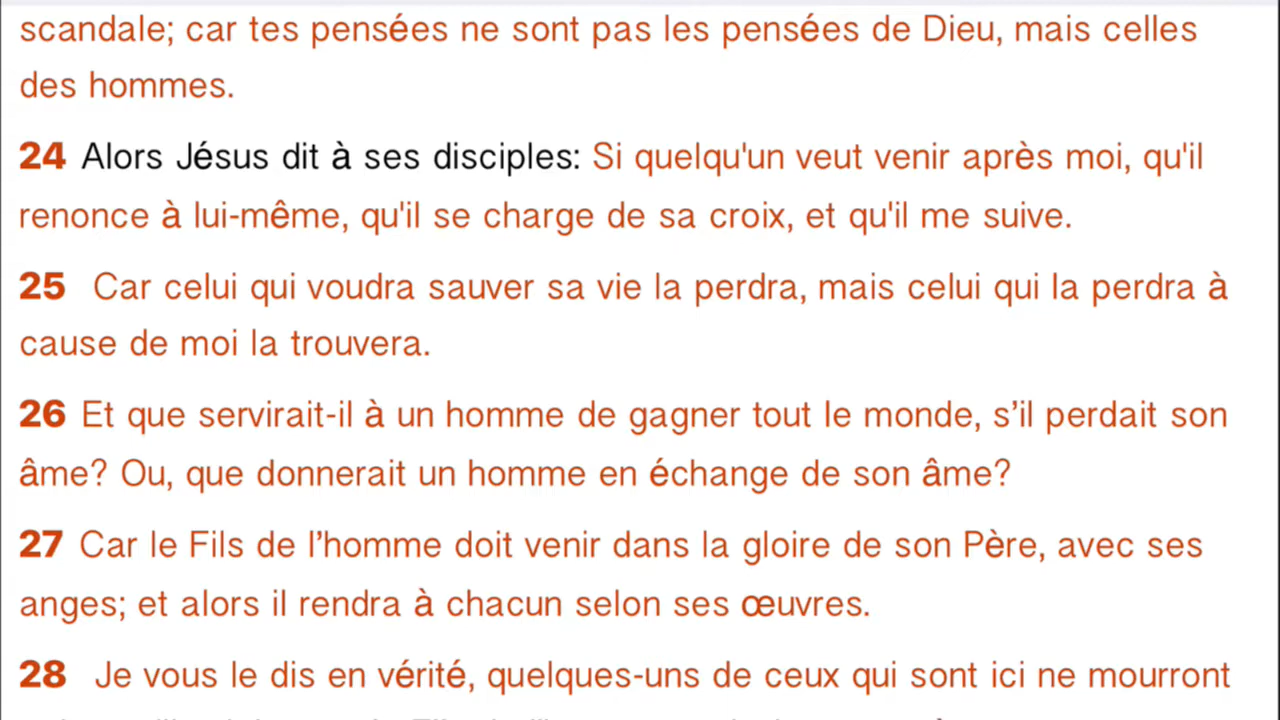 scandale; car tes pensées ne sont pas les pensées de Dieu, mais celles
des hommes.
24 Alors Jésus dit à ses disciples: Si quelqu'un veut venir après moi, qu'il
renonce à lui-même, qu'il se charge de sa croix, et qu'il me suive.
25 Car celui qui voudra sauver sa vie la perdra, mais celui qui la perdra à
cause de moi la trouvera.
26 Et que servirait-il à un homme de gagner tout le monde, s’il perdait son
âme? Ou, que donnerait un homme en échange de son âme?
27 Car le Fils de l’homme doit venir dans la gloire de son Père, avec ses
anges; et alors il rendra à chacun selon ses œuvres.
28 Je vous le dis en vérité, quelques-uns de ceux qui sont ici ne mourront